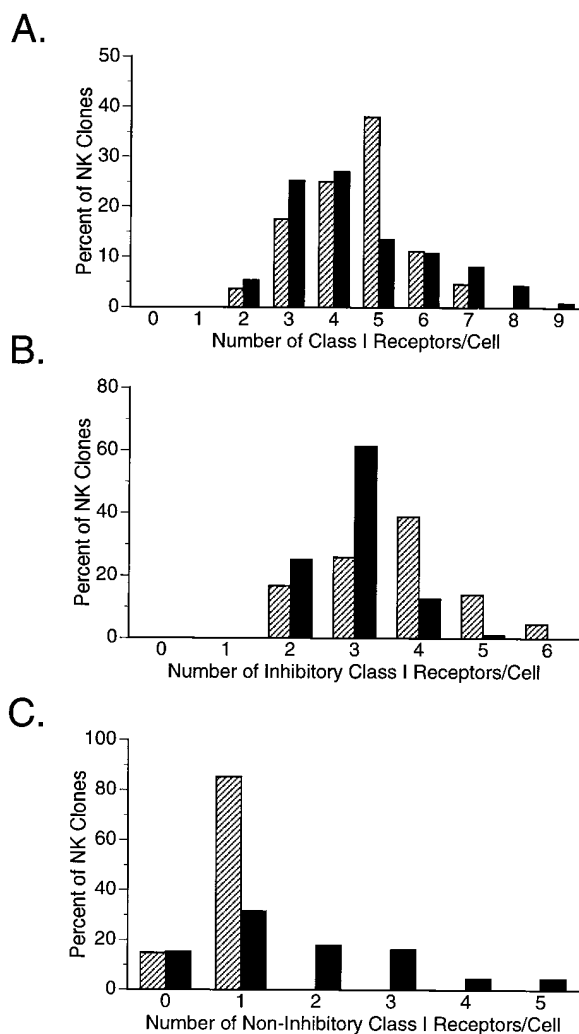 A.
50
40
30
20
10
0
Percent of NK Clones
0 1 2 3 4 5 6 7 8 9
Number of Class I Receptors/Cell
B.
80
60
40
20
0
Percent of NK Clones
0 1 2 3 4 5 6
Number of Inhibitory Class I Receptors/Cell
C.
100
80
60
40
20
0
Percent of NK Clones
0 1 2 3 4 5
Number of Non-Inhibitory Class I Receptors/Cell